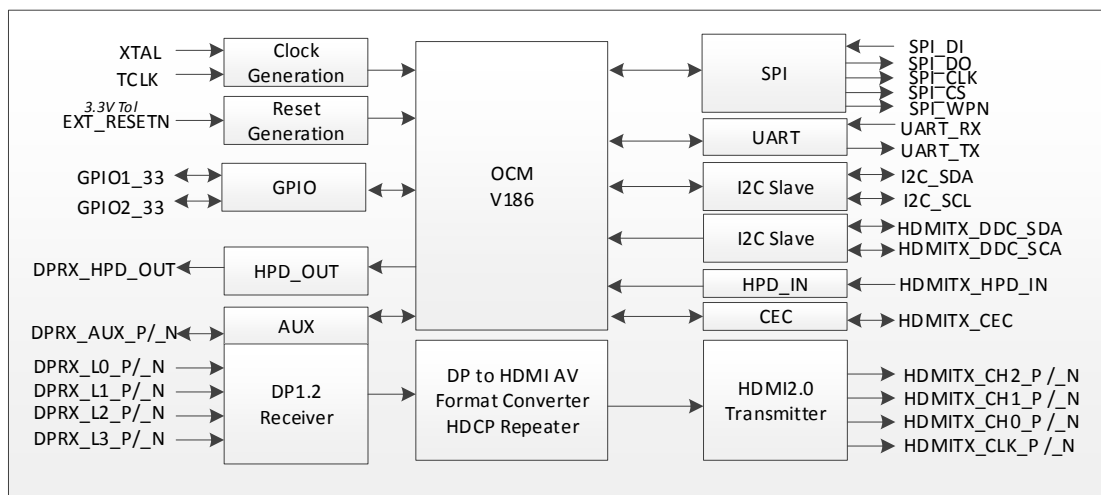 XTAL
TCLK
Clock
Generation
3.3V Tol
EXT_RESETN
Reset
Generation
GPIO1_33
GPIO2_33
GPIO
DPRX_HPD_OUT
HPD_OUT
DPRX_AUX_P/_N
AUX
DPRX_L0_P/_N
DPRX_L1_P/_N
DPRX_L2_P/_N
DPRX_L3_P/_N
DP1.2
Receiver
OCM
V186
DP to HDMI AV
Format Converter
HDCP Repeater
SPI
SPI_DI
SPI_DO
SPI_CLK
SPI_CS
SPI_WPN
UART
UART_RX
UART_TX
I2C Slave
I2C_SDA
I2C_SCL
I2C Slave
HDMITX_DDC_SDA
HDMITX_DDC_SCA
HPD_IN
HDMITX_HPD_IN
CEC
HDMITX_CEC
HDMI2.0
Transmitter
HDMITX_CH2_P /_N
HDMITX_CH1_P/_N
HDMITX_CH0_P/_N
HDMITX_CLK_P /_N